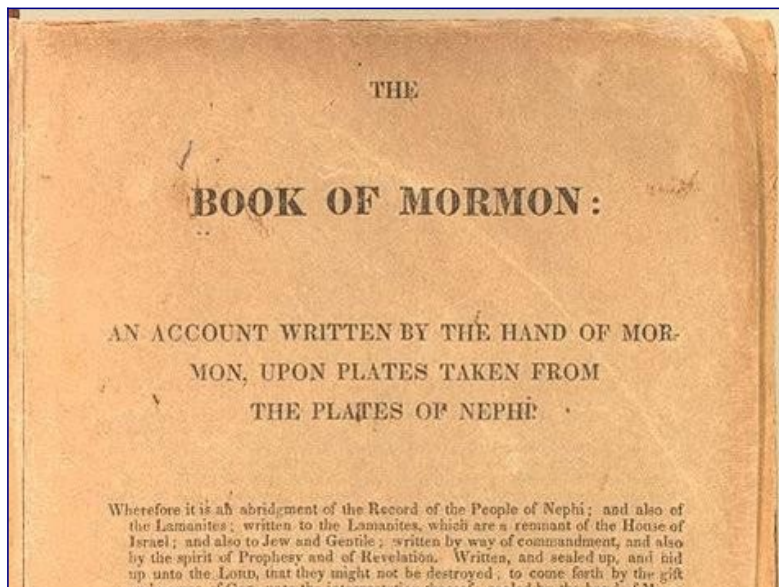 THE
BOOK OF MORMON:
AN ACCOUNT WRITTEN BY THE HAND OF MOR-
MON, UPON PLATES TAKEN FROM
THE PLATES OF NEPHI.
Wherefore it is an abridgment of the Record of the People of Nephi; and also of
the Lamanites; written to the Lamanites, which are a remnant of the House of
Israel; and also to Jew and Gentile; written by way of commandment, and also
by the spirit of Prophesy and of Revelation. Written, and sealed up, and hid
up unto the LORD, that they might not be destroyed; to come forth by the gift